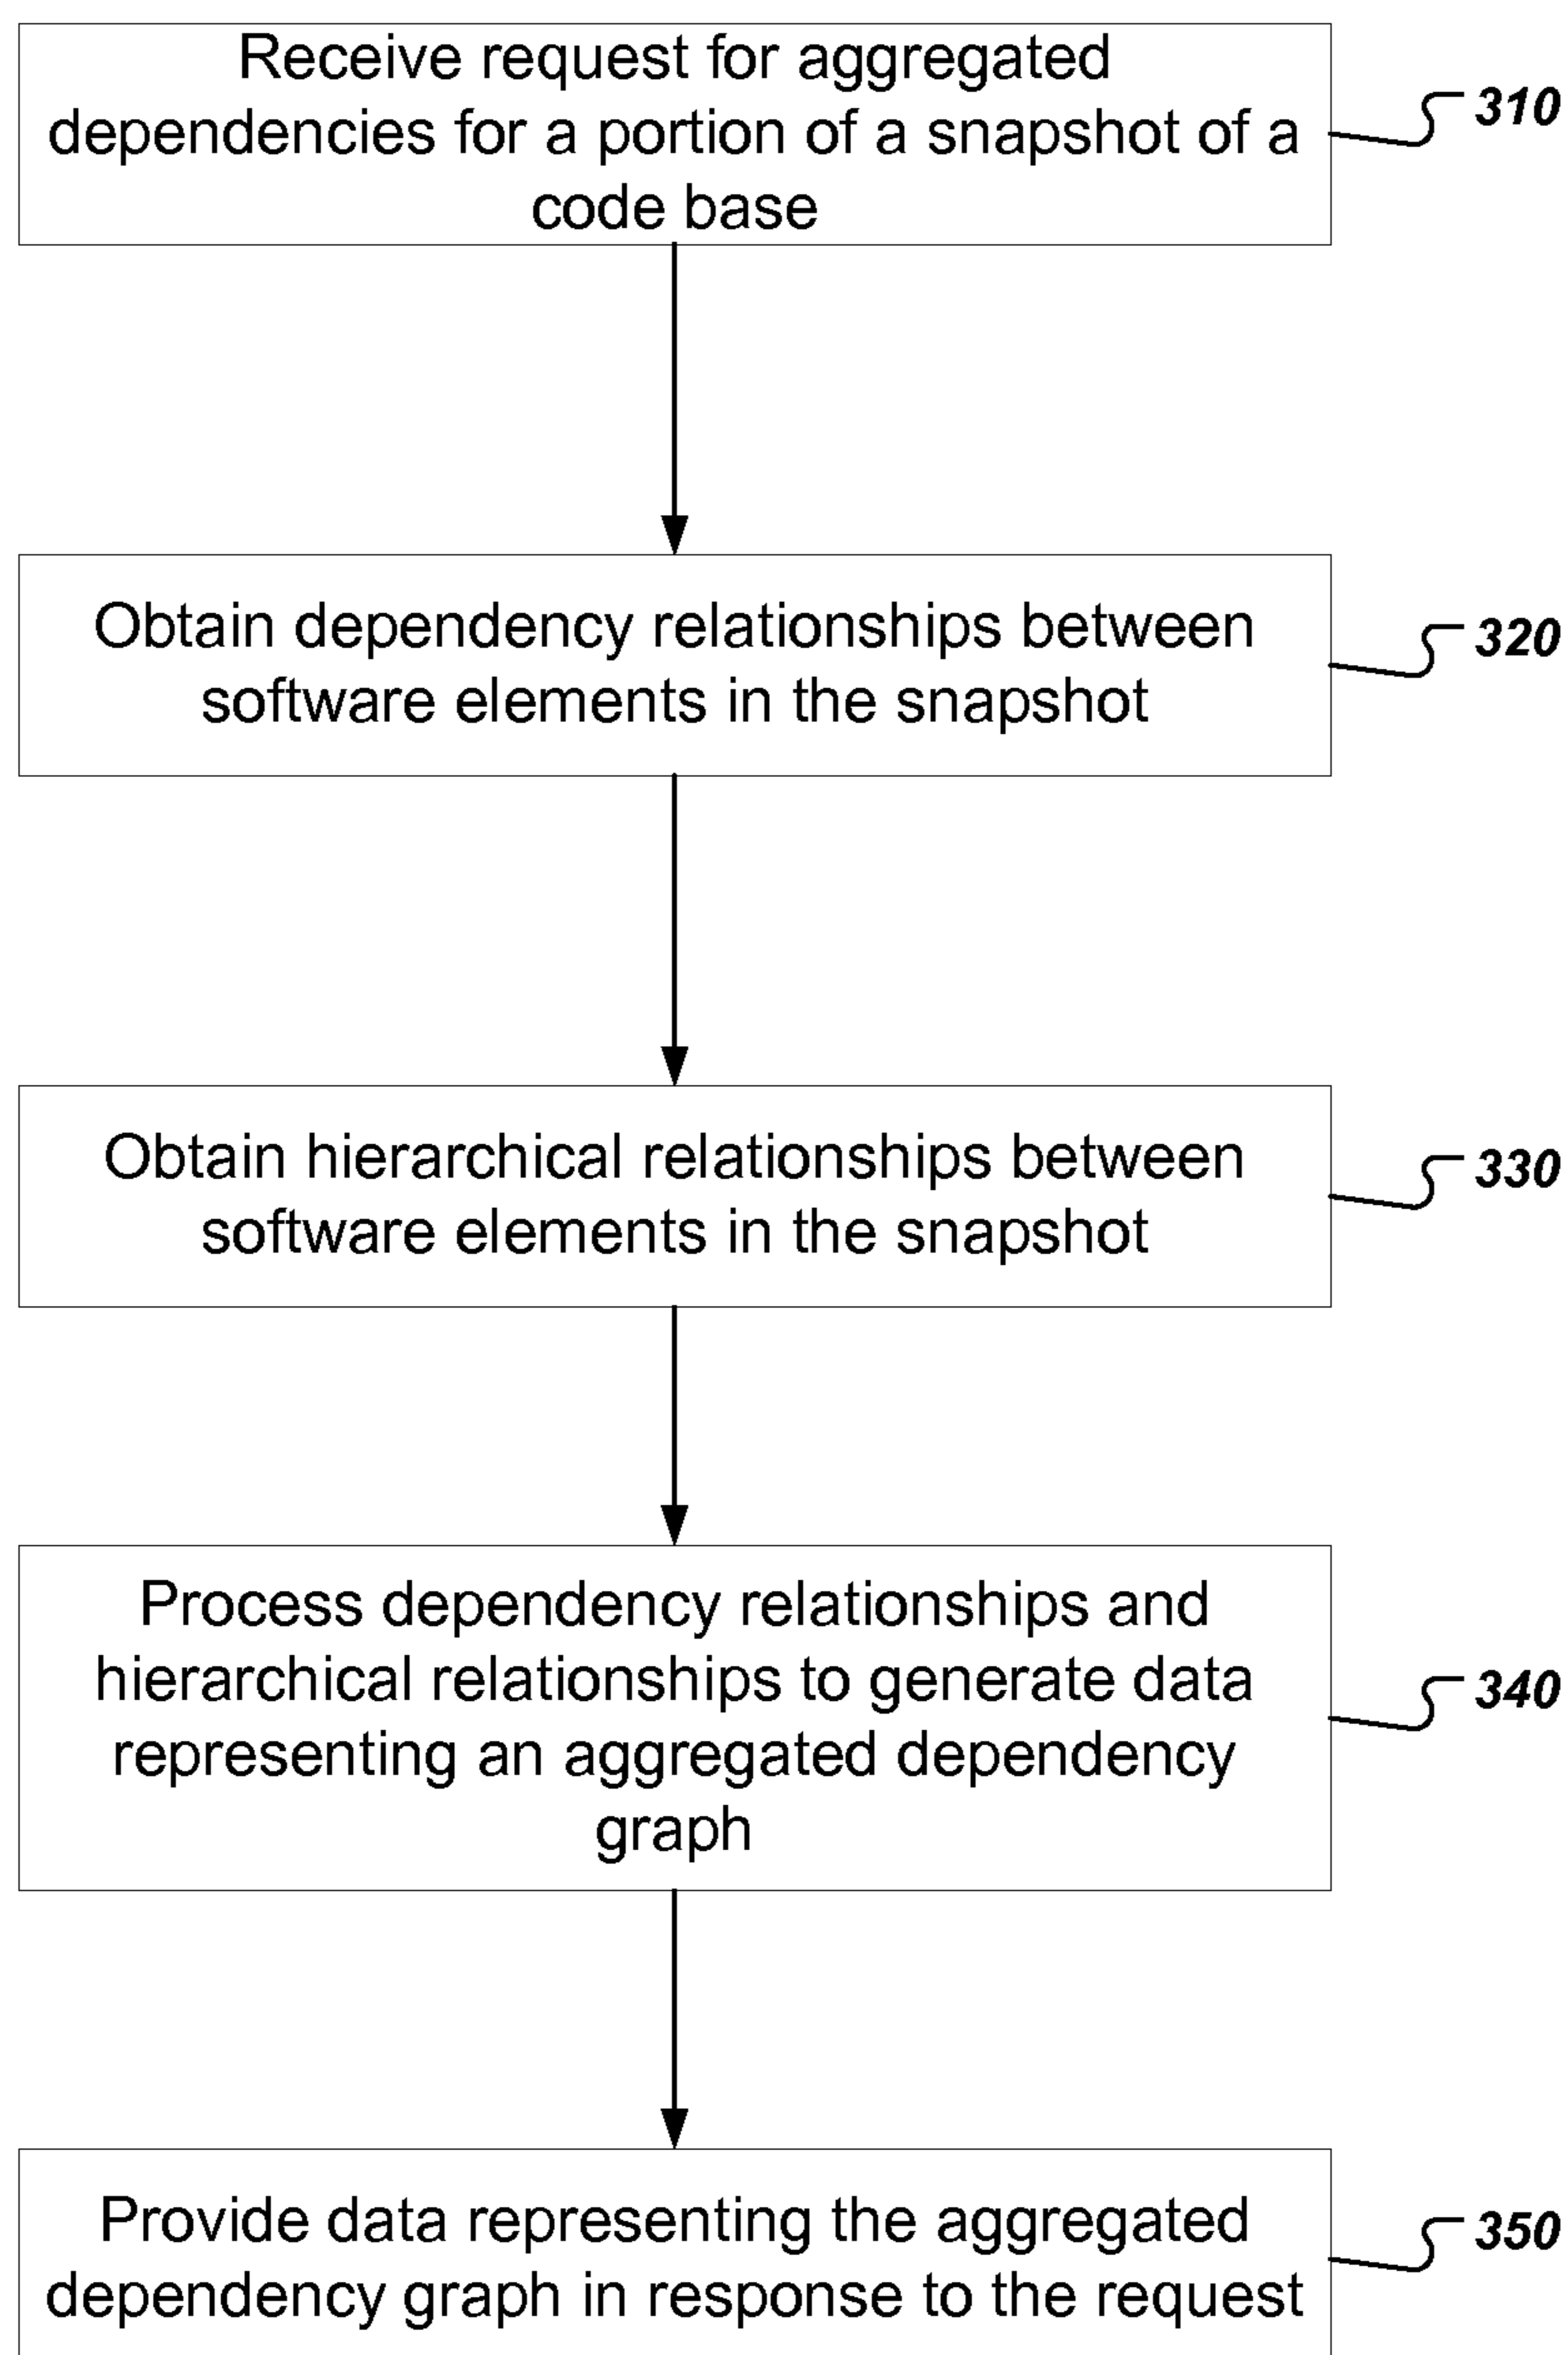 Receive request for aggregated
dependencies for a portion of a snapshot of a
code base
310
Obtain dependency relationships between
software elements in the snapshot
320
Obtain hierarchical relationships between
software elements in the snapshot
330
Process dependency relationships and
hierarchical relationships to generate data
representing an aggregated dependency
graph
340
Provide data representing the aggregated
dependency graph in response to the request
350